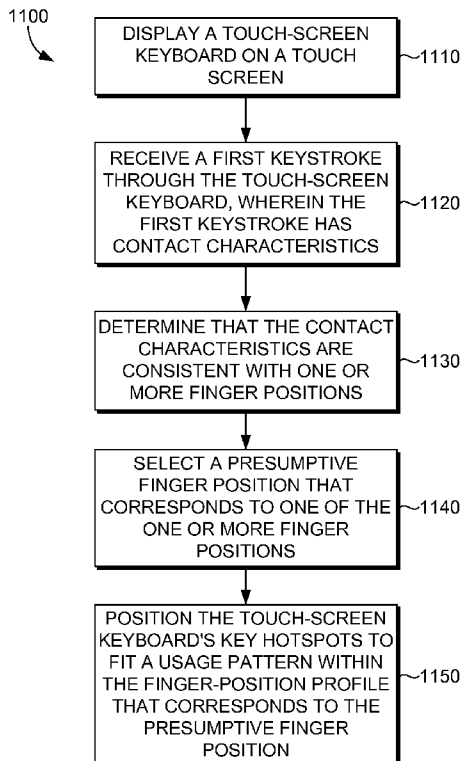 1100
DISPLAY A TOUCH-SCREEN
KEYBOARD ON A TOUCH
SCREEN
1110
RECEIVE A FIRST KEYSTROKE
THROUGH THE TOUCH-SCREEN
KEYBOARD, WHEREIN THE
FIRST KEYSTROKE HAS
CONTACT CHARACTERISTICS
1120
DETERMINE THAT THE CONTACT
CHARACTERISTICS ARE
CONSISTENT WITH ONE OR
MORE FINGER POSITIONS
1130
SELECT A PRESUMPTIVE
FINGER POSITION THAT
CORRESPONDS TO ONE OF THE
ONE OR MORE FINGER
POSITIONS
1140
POSITION THE TOUCH-SCREEN
KEYBOARD'S KEY HOTSPOTS TO
FIT A USAGE PATTERN WITHIN
THE FINGER-POSITION PROFILE
THAT CORRESPONDS TO THE
PRESUMPTIVE FINGER
POSITION
1150